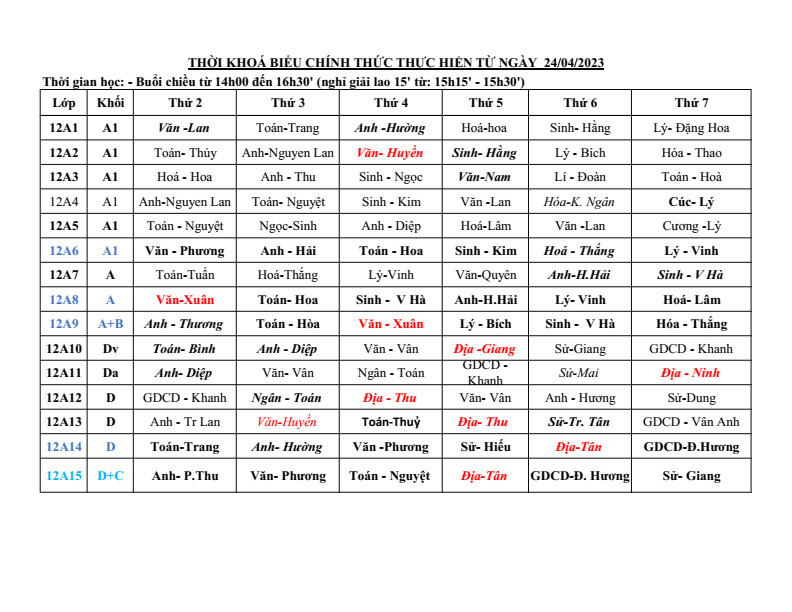 THỜI KHOÁ BIỂU CHÍNH THỨC THỰC HIỆN TỪ NGÀY 24/04/2023
Thời gian học: - Buổi chiều từ 14h00 đến 16h30' (nghỉ giải lao 15' từ: 15h15' - 15h30')
Lớp Khối Thứ 2 Thứ 3 Thứ 4 Thứ 5 Thứ 6 Thứ 7
12A1 A1 Văn -Lan Toán-Trang Anh -Hường Hoá-hoa Sinh- Hằng Lý- Đặng Hoa
12A2 A1 Toán- Thủy Anh-Nguyen Lan Văn- Huyền Sinh- Hằng Lý - Bích Hóa - Thao
12A3 A1 Hoá - Hoa Anh - Thu Sinh - Ngọc Văn-Nam Lí - Đoàn Toán - Hoà
12A4 A1 Anh-Nguyen Lan Toán- Nguyệt Sinh - Kim Văn -Lan Hóa-K. Ngân Cúc- Lý
12A5 A1 Toán - Nguyệt Ngọc-Sinh Anh - Diệp Hoá-Lâm Văn -Lan Cương -Lý
12A6 A1 Văn - Phương Anh - Hải Toán - Hoa Sinh - Kim Hoá - Thắng Lý - Vinh
12A7 A Toán-Tuấn Hoá-Thắng Lý-Vinh Văn-Quyên Anh-H.Hải Sinh - V Hà
12A8 A Văn-Xuân Toán- Hoa Sinh - V Hà Anh-H.Hải Lý- Vinh Hoá- Lâm
12A9 A+B Anh - Thương Toán - Hòa Văn - Xuân Lý - Bích Sinh - V Hà Hóa - Thắng
12A10 Dv Toán- Bình Anh - Diệp Văn - Vân Địa -Giang Sử-Giang GDCD - Khanh
12A11 Da Anh- Diệp Văn- Vân Ngân - Toán GDCD - Khanh Sử-Mai Địa - Ninh
12A12 D GDCD - Khanh Ngân - Toán Địa - Thu Văn- Vân Anh - Hương Sử-Dung
12A13 D Anh - Tr Lan Văn-Huyền Toán-Thuỷ Địa- Thu Sử-Tr. Tân GDCD - Vân Anh
12A14 D Toán-Trang Anh- Hường Văn -Phương Sử- Hiếu Địa-Tân GDCD-Đ.Hương
12A15 D+C Anh- P.Thu Văn- Phương Toán - Nguyệt Địa-Tân GDCD-Đ. Hương Sử- Giang